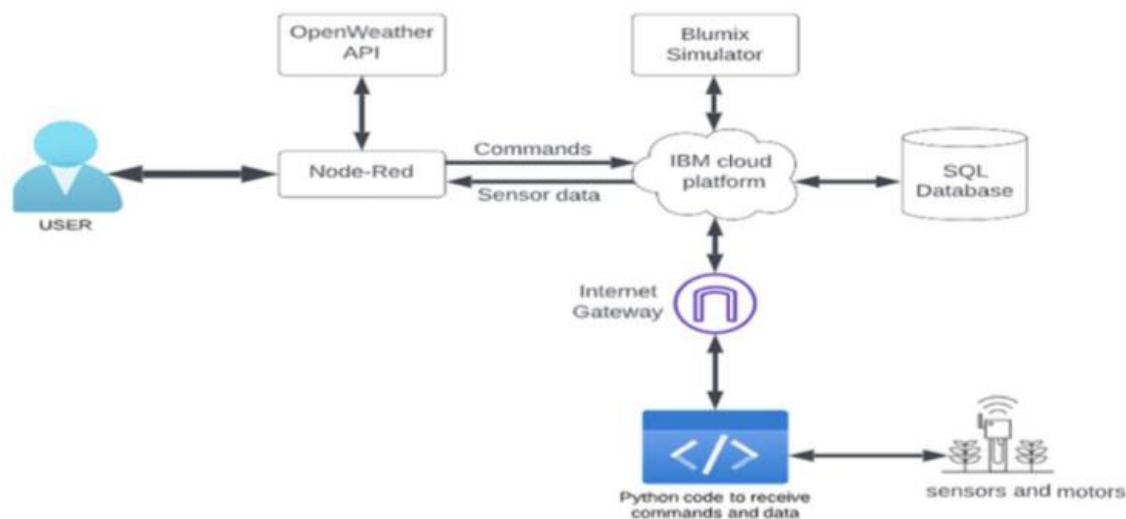 OpenWeather
API
Blumix
Simulator
Commands
Node-Red
IBM cloud
platform
SQL
Database
Sensor data
USER
Internet
Gateway
</>
Python code to receive
commands and data
sensors and motors